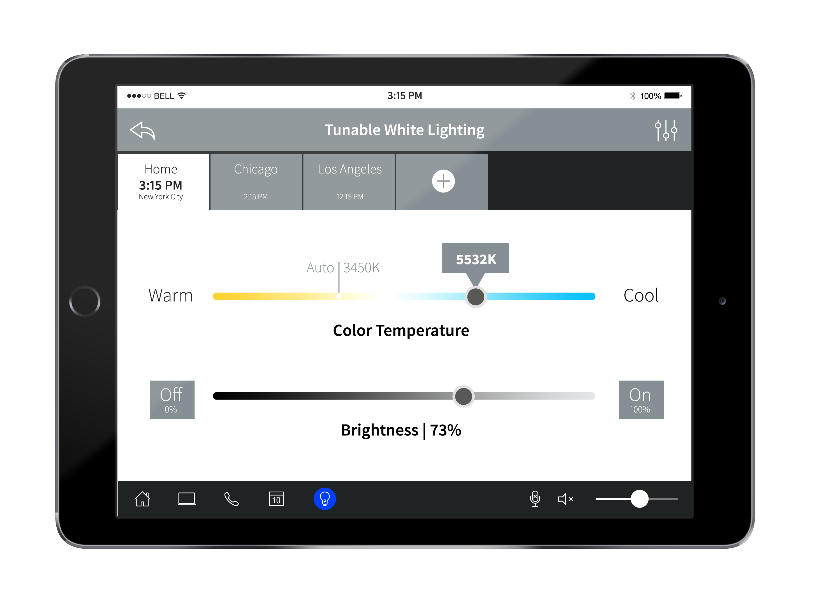 BELL 3:15 PM 100%
Tunable White Lighting
Home Chicago Los Angeles
3:15 PM
New York City 2:15 PM 12:15 PM
5532K
Auto | 3450K
Warm Cool
Color Temperature
Off On
0% 100%
Brightness | 73%
10